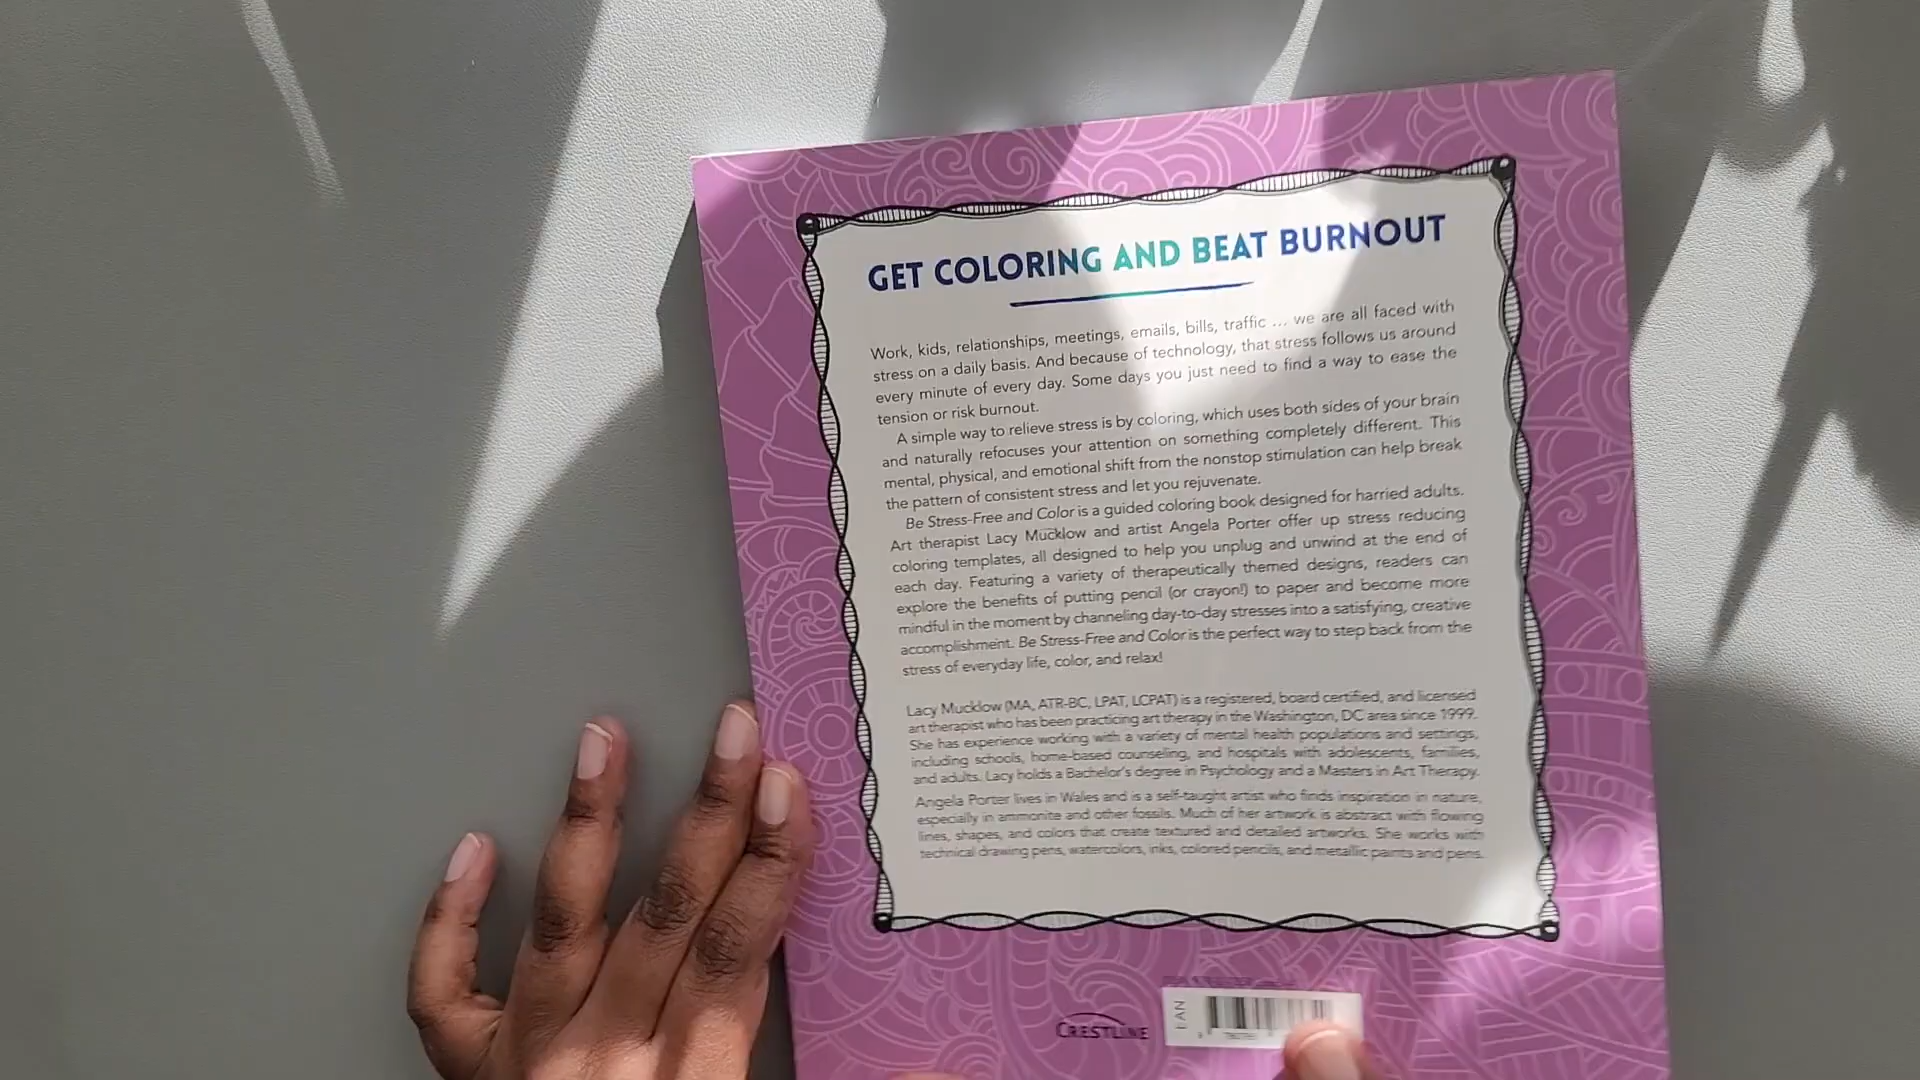 GET COLORING AND BEAT BURNOUT
Work, kids, relationships, meetings, emails, bills, traffic ... we are all faced with
stress on a daily basis. And because of technology, that stress follows us around
every minute of every day. Some days you just need to find a way to ease the
tension or risk burnout.
A simple way to relieve stress is by coloring, which uses both sides of your brain
and naturally refocuses your attention on something completely different. This
mental, physical, and emotional shift from the nonstop stimulation can help break
the pattern of consistent stress and let you rejuvenate.
Be Stress-Free and Color is a guided coloring book designed for harried adults.
Art therapist Lacy Mucklow and artist Angela Porter offer up stress reducing
coloring templates, all designed to help you unplug and unwind at the end of
each day. Featuring a variety of therapeutically themed designs, readers can
explore the benefits of putting pencil (or crayon!) to paper and become more
mindful in the moment by channeling day-to-day stresses into a satisfying, creative
accomplishment. Be Stress-Free and Color is the perfect way to step back from the
stress of everyday life, color, and relax!
Lacy Mucklow (MA, ATR-BC, LPAT, LCPAT) is a registered, board certified, and licensed
art therapist who has been practicing art therapy in the Washington, DC area since 1999.
She has experience working with a variety of mental health populations and settings,
including schools, home-based counseling, and hospitals with adolescents, families,
and adults. Lacy holds a Bachelor's degree in Psychology and a Masters in Art Therapy.
Angela Porter lives in Wales and is a self-taught artist who finds inspiration in nature,
especially in ammonite and other fossils. Much of her artwork is abstract with flowing
lines, shapes, and colors that create textured and detailed artworks. She works with
technical drawing pens, watercolors, inks, colored pencils, and metallic paints and pens.
CRESTLINE
EAN